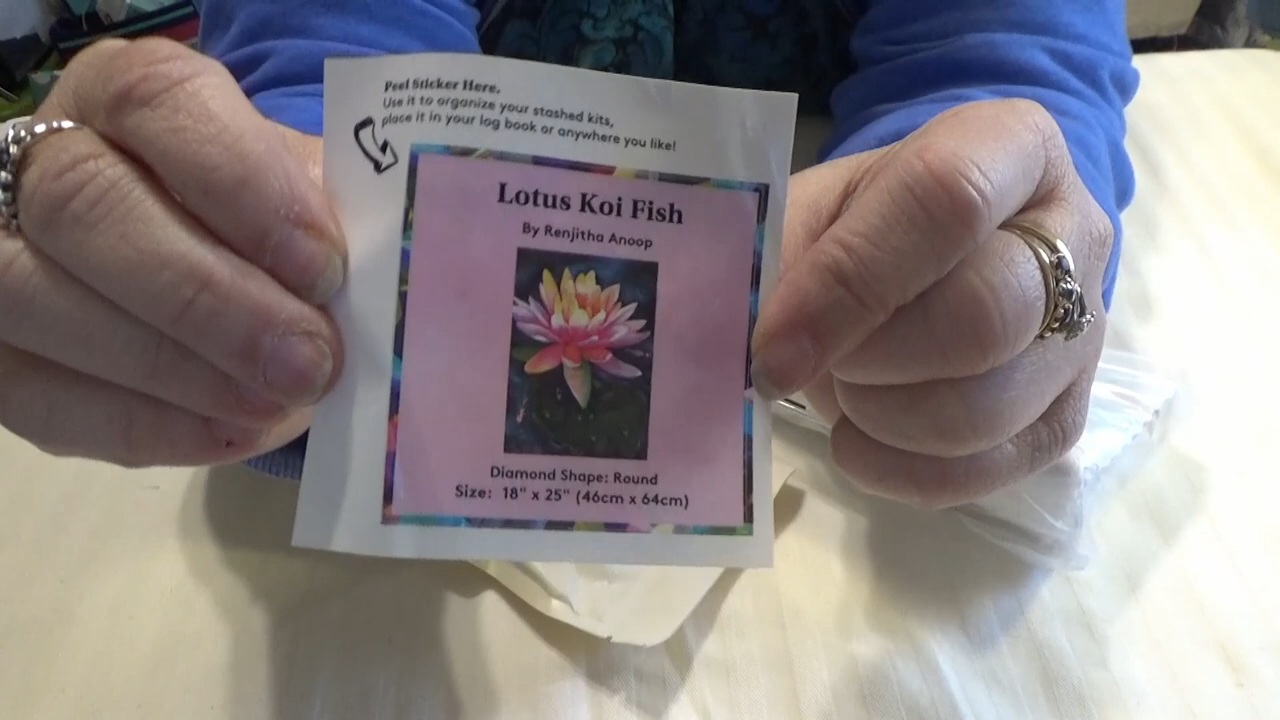 Peel Sticker Here.
Use it to organize your stashed kits,
place it in your log book or anywhere you like!
Lotus Koi Fish
By Renjitha Anoop
Diamond Shape: Round
Size: 18" x 25" (46cm x 64cm)